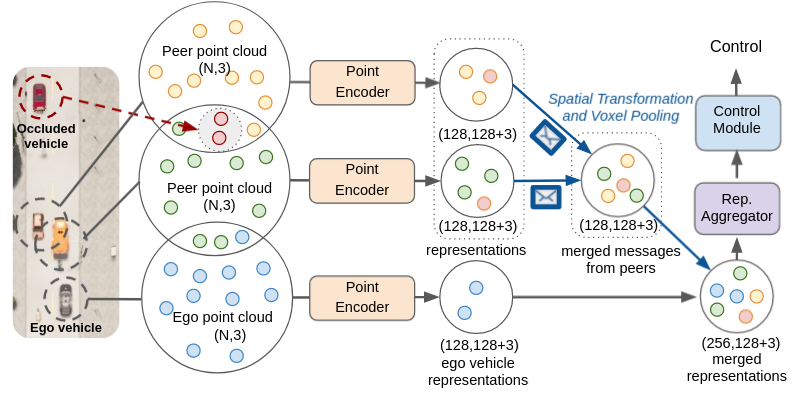 Peer point cloud
(N,3)
Occluded
vehicle
Peer point cloud
(N,3)
Ego vehicle
Ego point cloud
(N,3)
Point
Encoder
Point
Encoder
Point
Encoder
(128,128+3)
(128,128+3)
representations
(128,128+3)
ego vehicle
representations
Spatial Transformation
and Voxel Pooling
(128,128+3)
merged messages
from peers
Control
Control
Module
Rep.
Aggregator
(256,128+3)
merged
representations